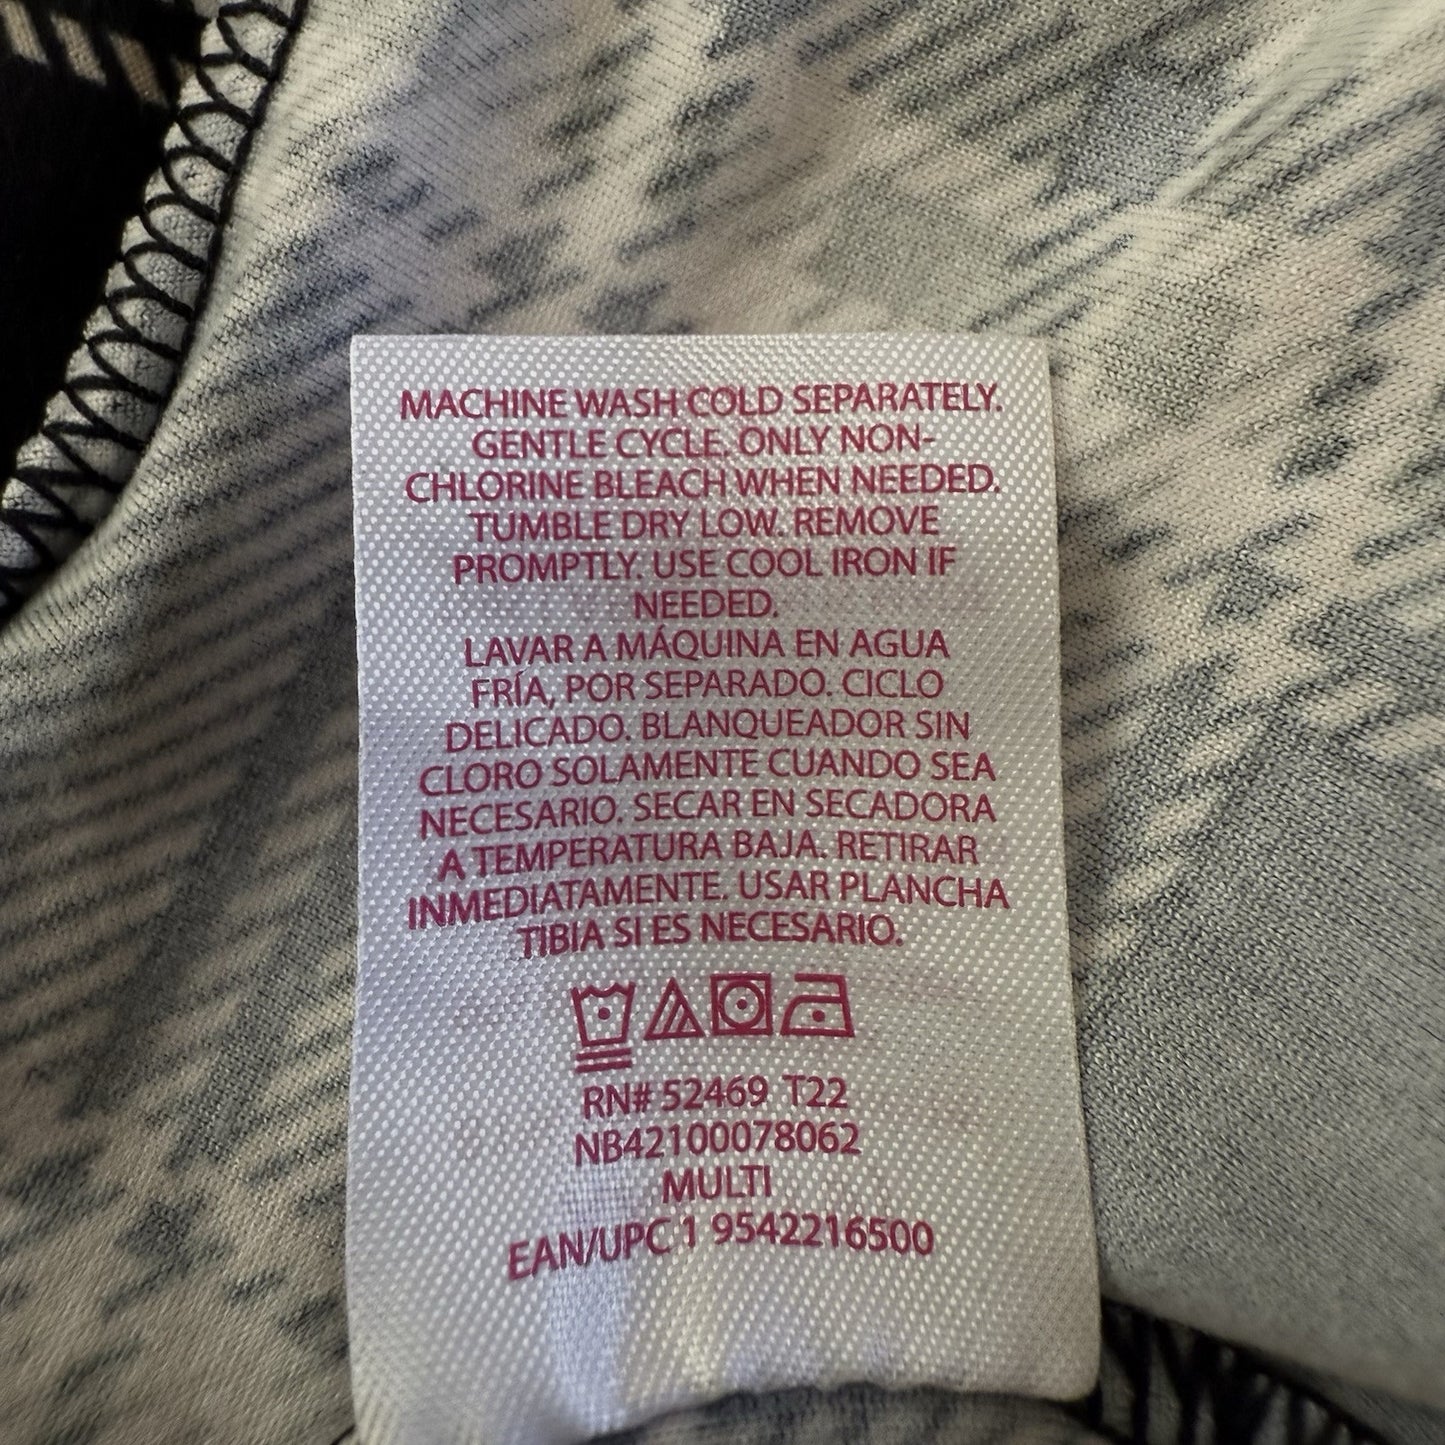 MACHINE WASH COLD SEPARATELY.
GENTLE CYCLE. ONLY NON-
CHLORINE BLEACH WHEN NEEDED.
TUMBLE DRY LOW. REMOVE
PROMPTLY. USE COOL IRON IF
NEEDED.
LAVAR A MÁQUINA EN AGUA
FRÍA, POR SEPARADO. CICLO
DELICADO. BLANQUEADOR SIN
CLORO SOLAMENTE CUANDO SEA
NECESARIO. SECAR EN SECADORA
A TEMPERATURA BAJA. RETIRAR
INMEDIATAMENTE. USAR PLANCHA
TIBIA SI ES NECESARIO.
RN# 52469 T22
NB42100078062
MULTI
EAN/UPC 1 9542216500